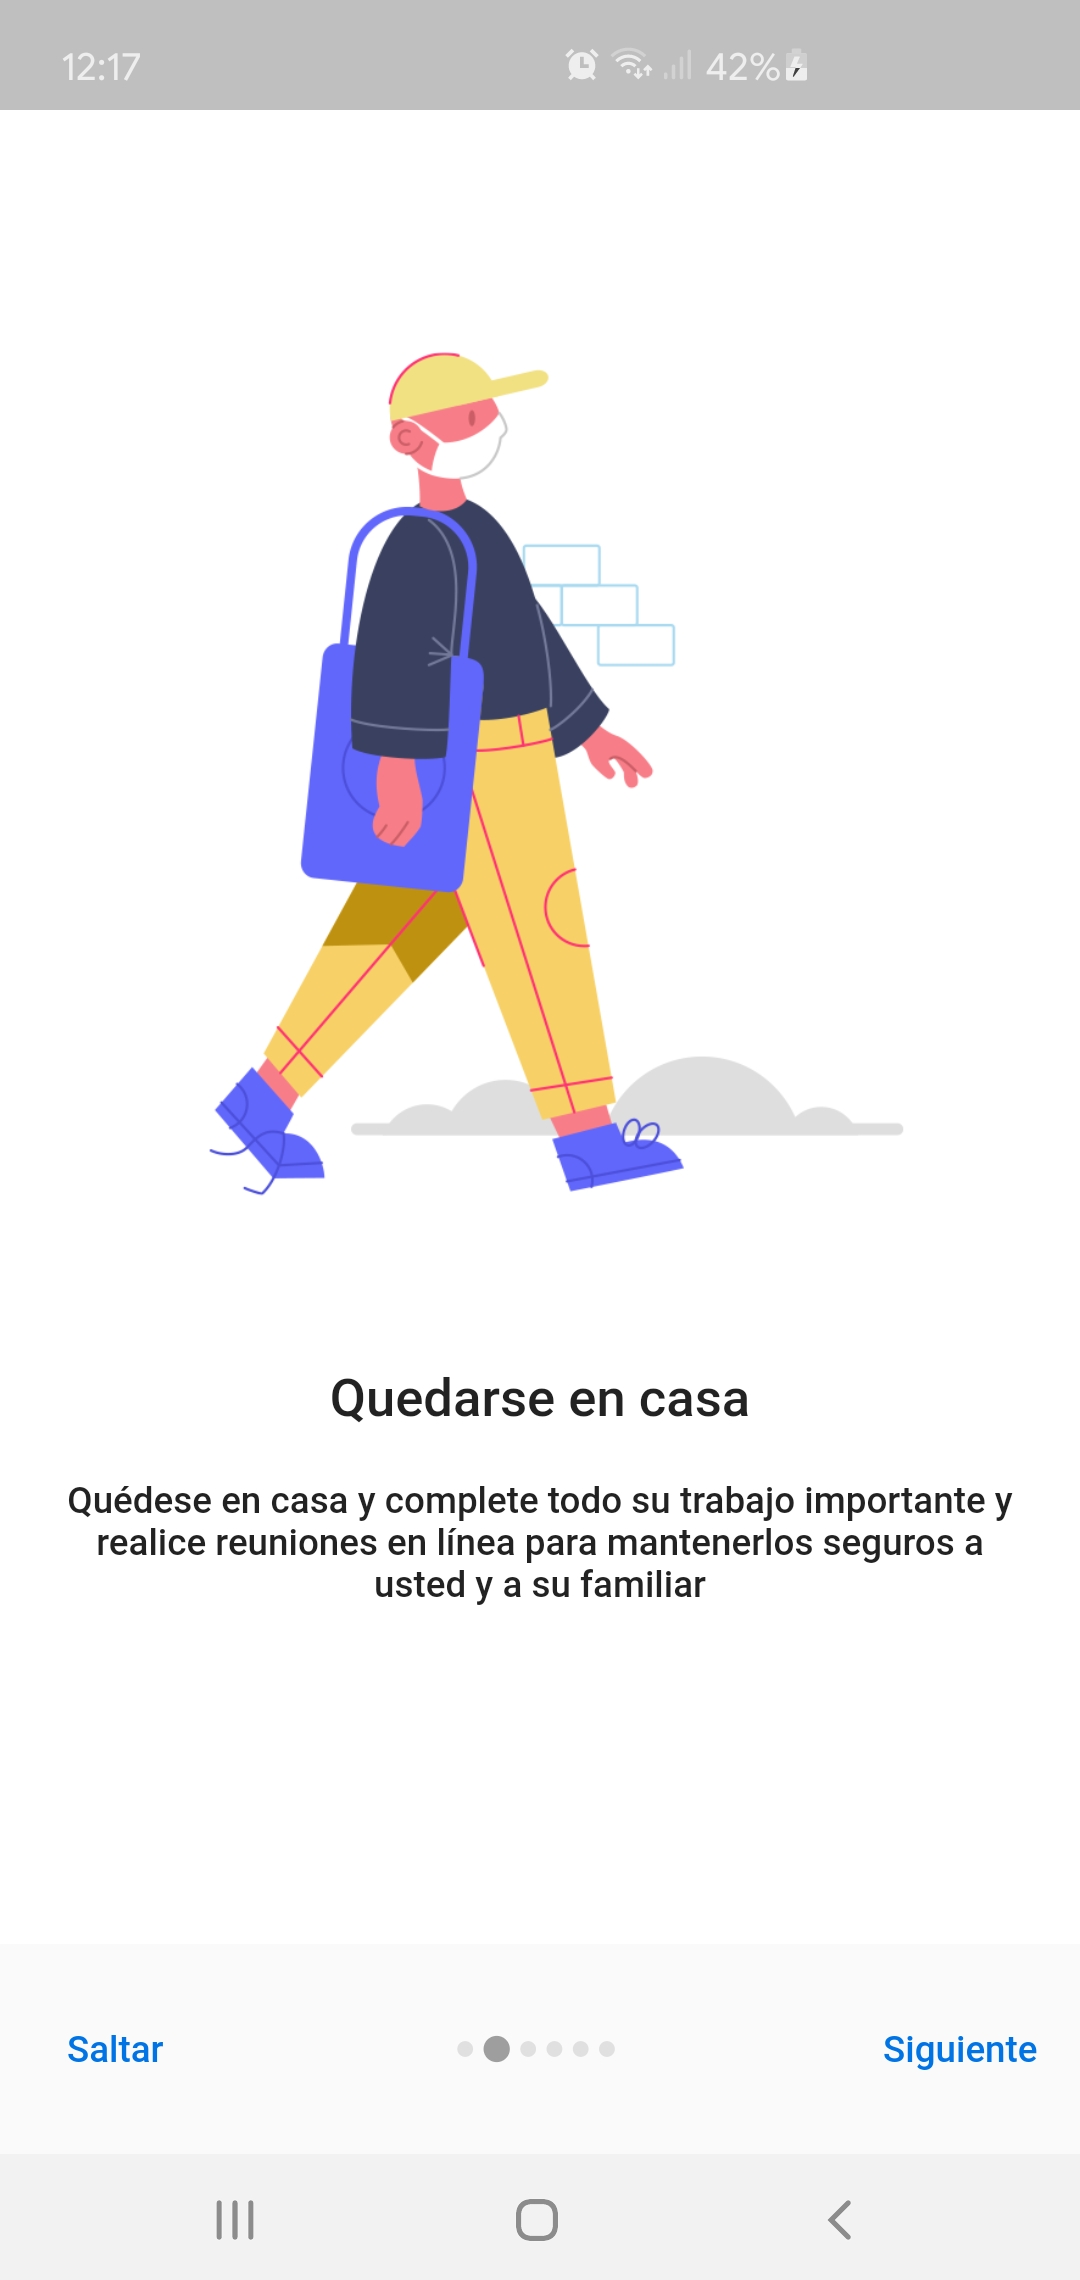 12:17
42%
Quedarse en casa
Quédese en casa y complete todo su trabajo importante y
realice reuniones en línea para mantenerlos seguros a
usted y a su familiar
Saltar
Siguiente